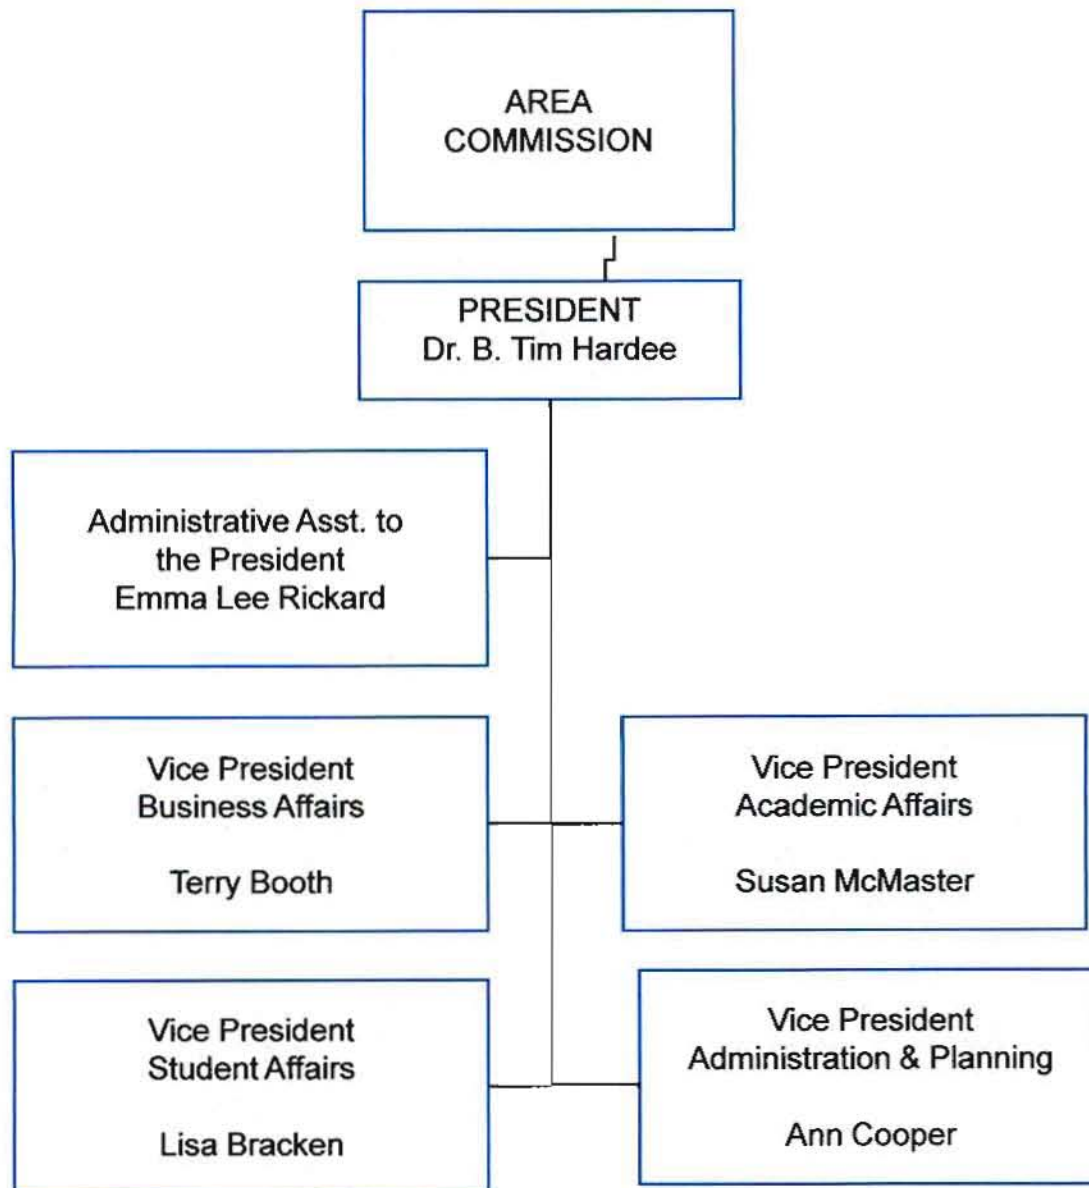 AREA
COMMISSION
PRESIDENT
Dr. B. Tim Hardee
Administrative Asst. to
the President
Emma Lee Rickard
Vice President
Business Affairs
Terry Booth
Vice President
Academic Affairs
Susan McMaster
Vice President
Student Affairs
Lisa Bracken
Vice President
Administration & Planning
Ann Cooper